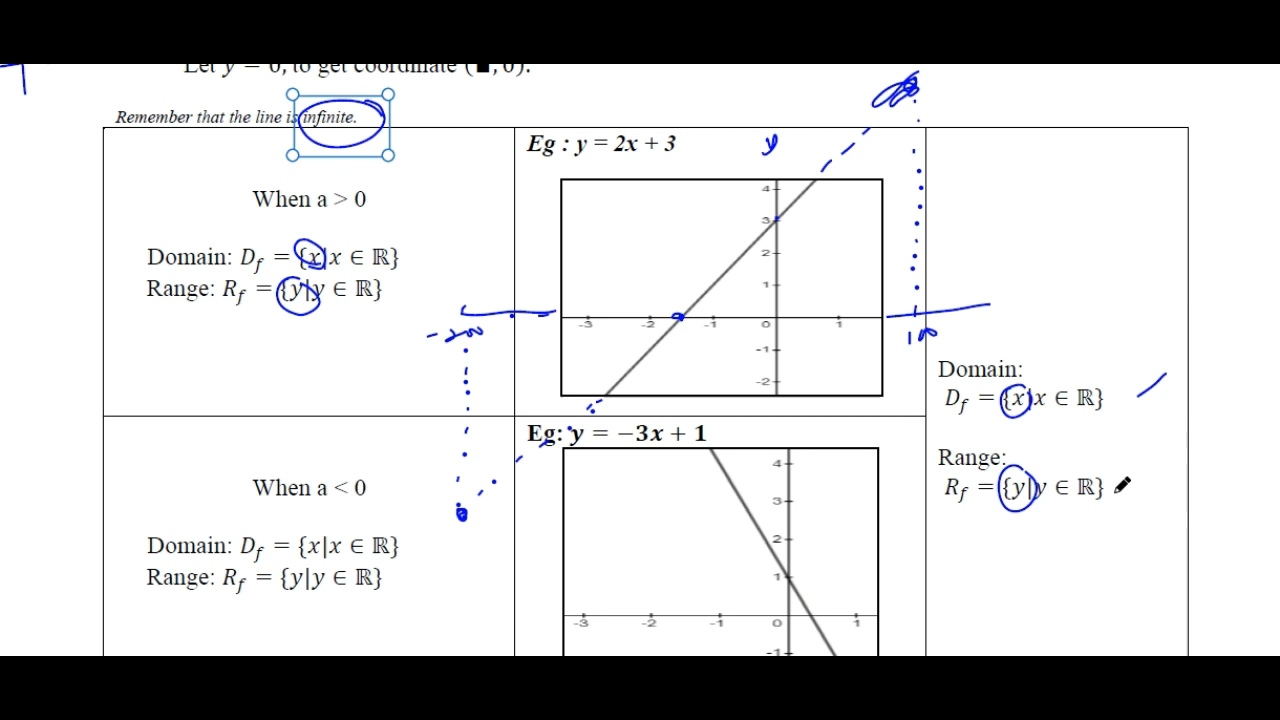 Let y = 0, to get coordinate (■, 0).
Remember that the line is infinite.
When a > 0
Domain: D_f = {x|x ∈ ℝ}
Range: R_f = {y|y ∈ ℝ}
Eg : y = 2x + 3
y
4
3
2
1
-3 -2 -1 0 1
-1
-2
-200
100
Domain:
D_f = {x|x ∈ ℝ}
Range:
R_f = {y|y ∈ ℝ}
When a < 0
Domain: D_f = {x|x ∈ ℝ}
Range: R_f = {y|y ∈ ℝ}
Eg: y = −3x + 1
4
3
2
1
-3 -2 -1 0 1
-1